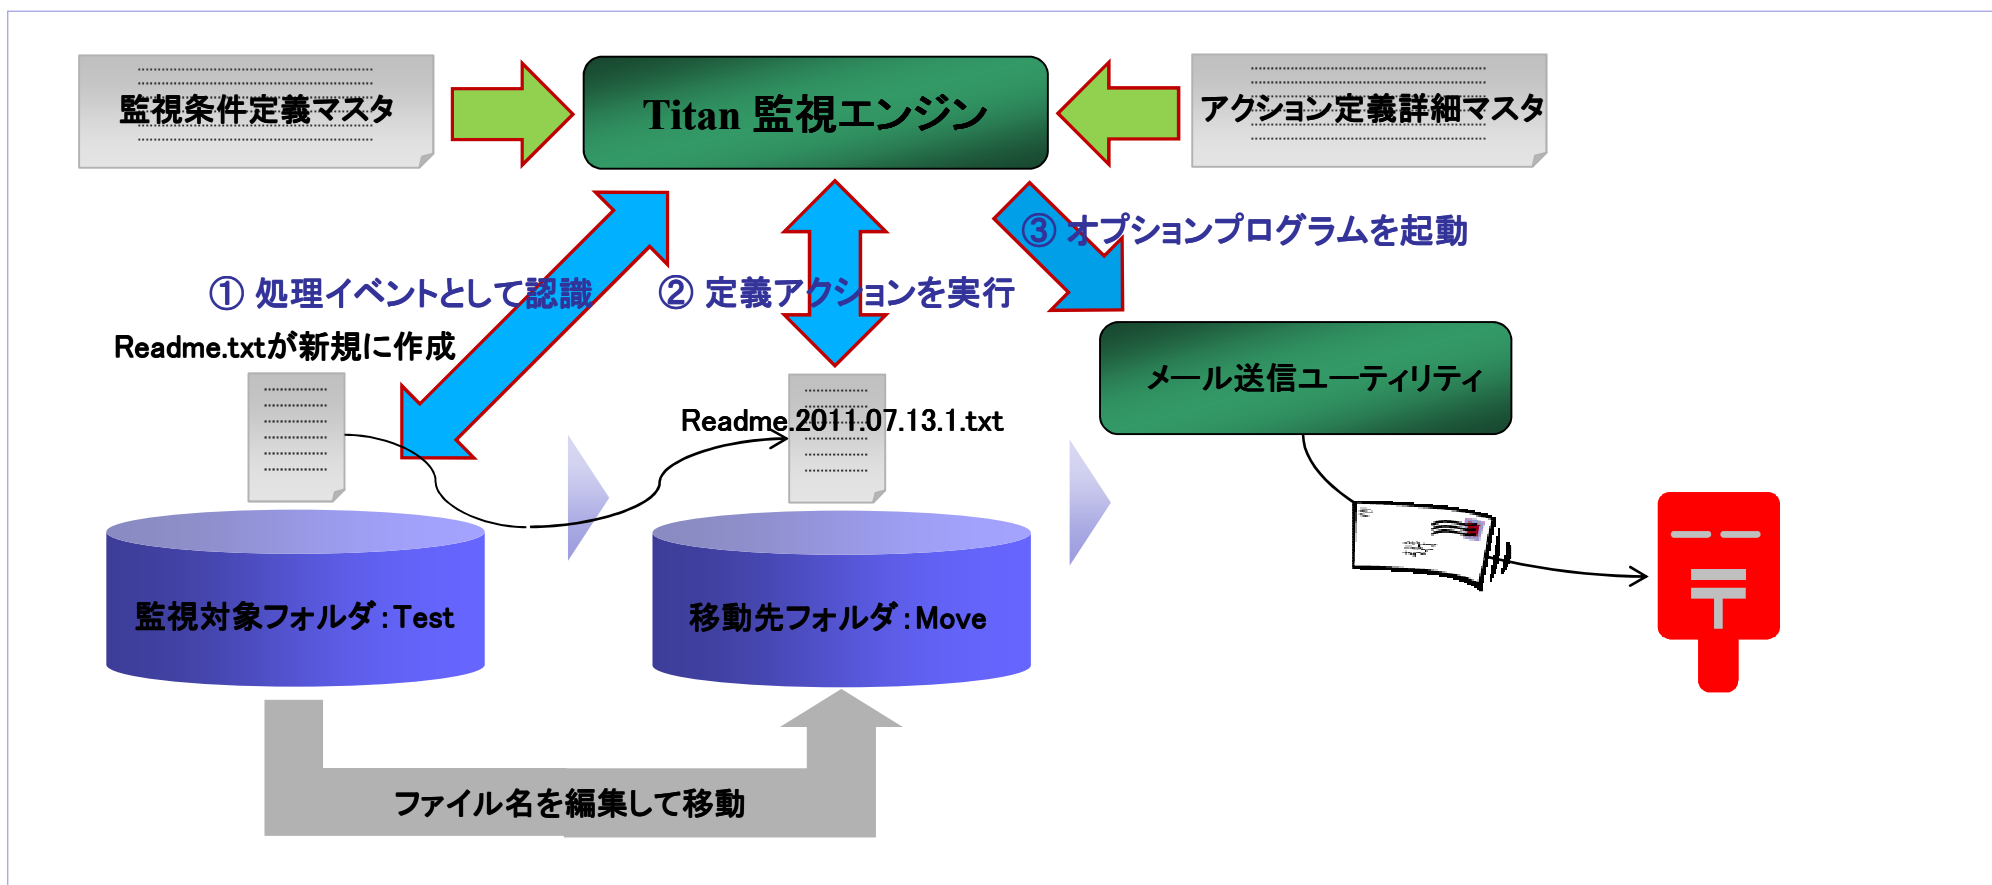 監視条件定義マスタ
Titan 監視エンジン
アクション定義詳細マスタ
③ オプションプログラムを起動
① 処理イベントとして認識
② 定義アクションを実行
Readme.txtが新規に作成
メール送信ユーティリティ
Readme.2011.07.13.1.txt
監視対象フォルダ:Test
移動先フォルダ:Move
ファイル名を編集して移動